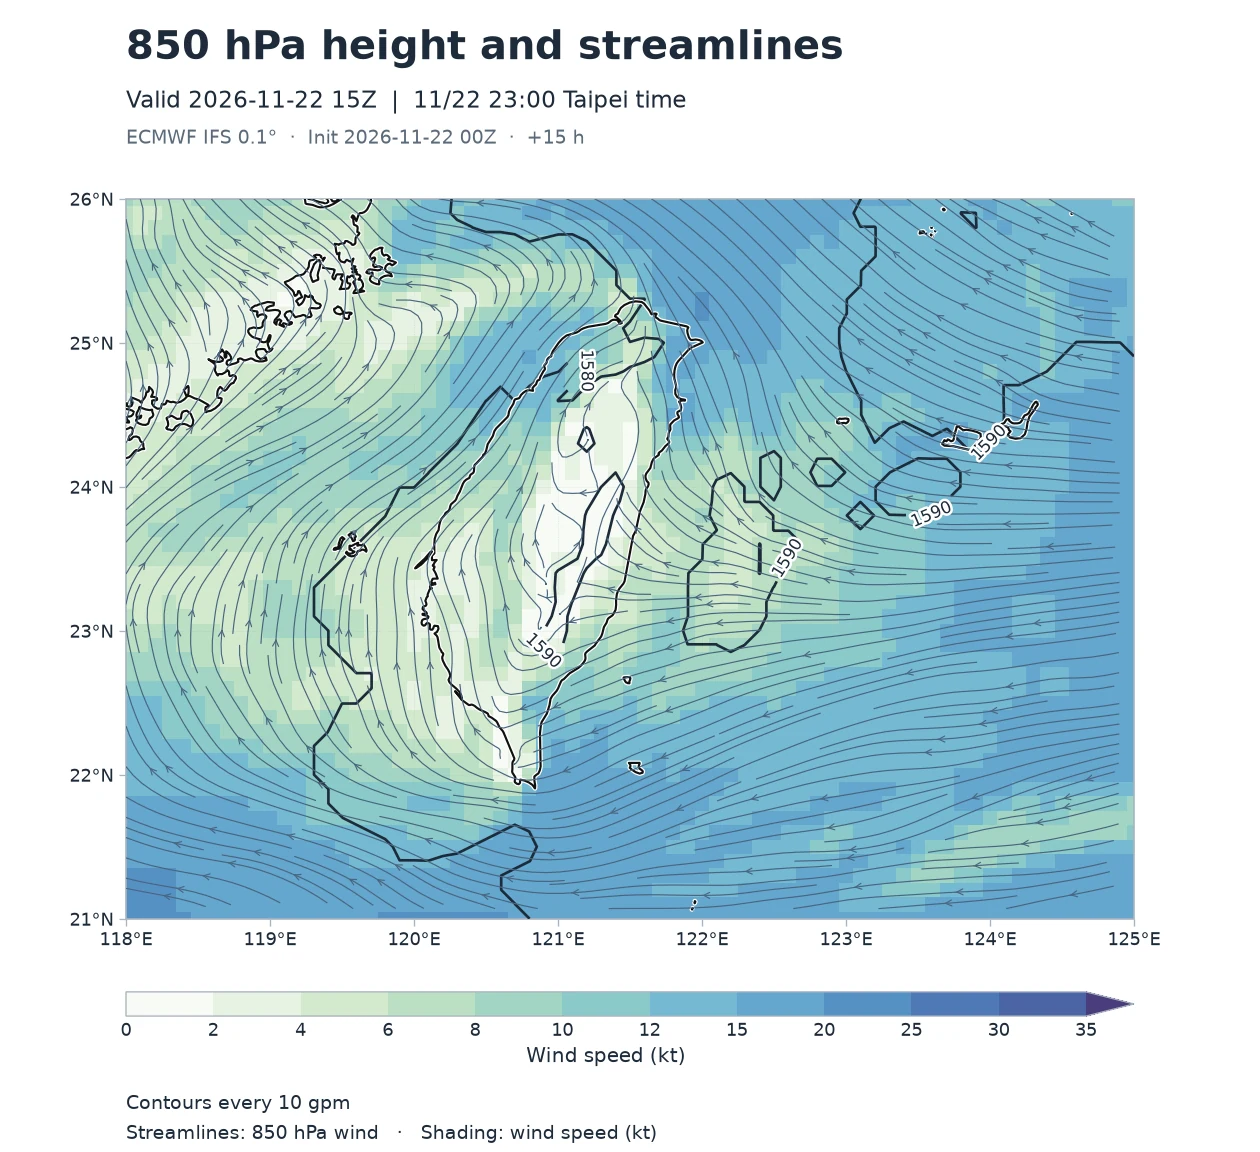 850 hPa height and streamlines
Valid 2026-11-22 15Z | 11/22 23:00 Taipei time
ECMWF IFS 0.1° · Init 2026-11-22 00Z · +15 h
26°N
25°N
1580
1590
24°N
1590
1590
23°N
1590
22°N
21°N
118°E 119°E 120°E 121°E 122°E 123°E 124°E 125°E
0 2 4 6 8 10 12 15 20 25 30 35
Wind speed (kt)
Contours every 10 gpm
Streamlines: 850 hPa wind · Shading: wind speed (kt)